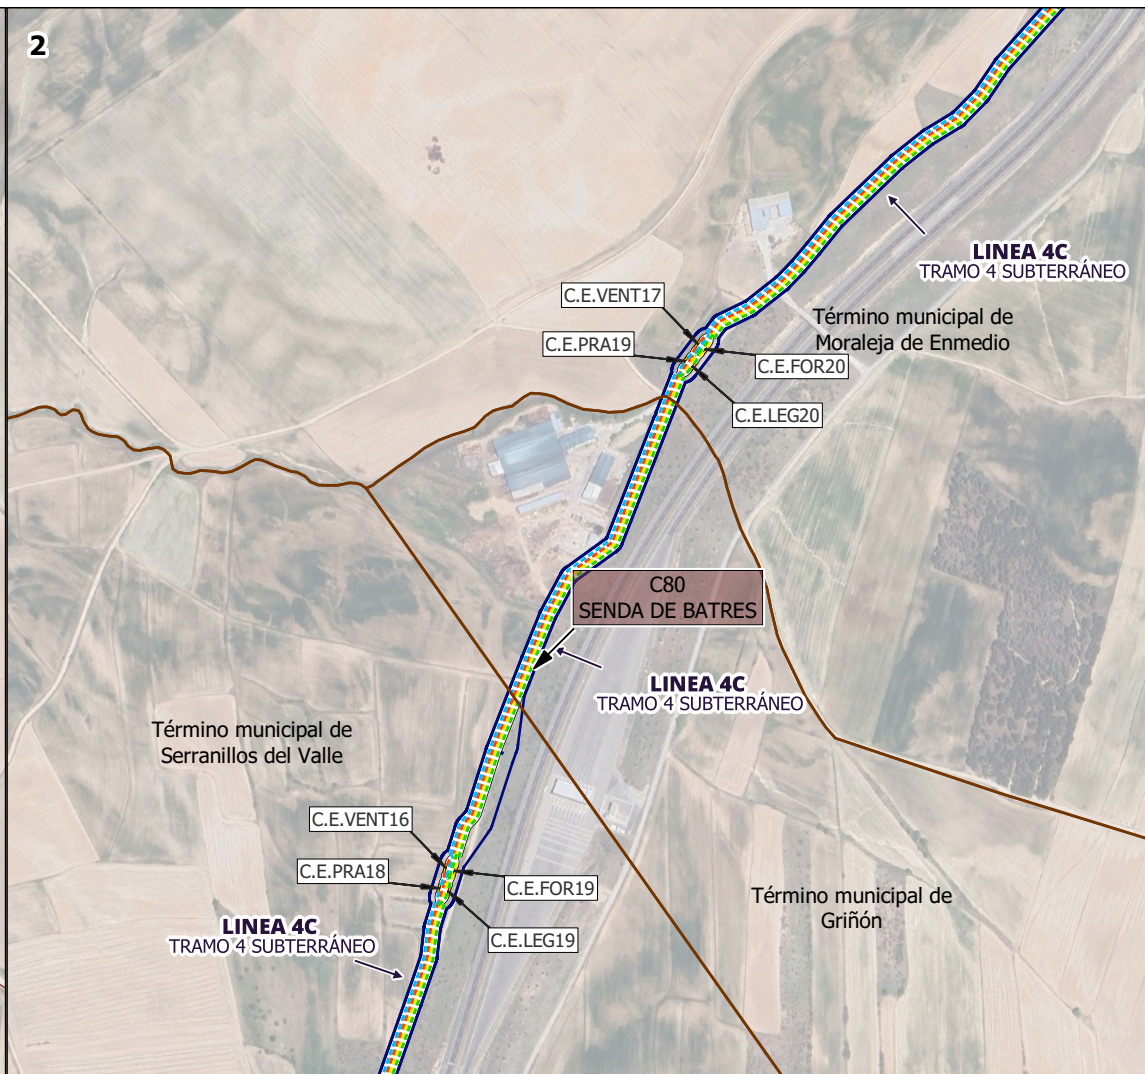 2
LINEA 4C
TRAMO 4 SUBTERRÁNEO
C.E.VENT17
Término municipal de
Moraleja de Enmedio
C.E.PRA19
C.E.FOR20
C.E.LEG20
C80
SENDA DE BATRES
LINEA 4C
TRAMO 4 SUBTERRÁNEO
Término municipal de
Serranillos del Valle
C.E.VENT16
C.E.PRA18
C.E.FOR19
Término municipal de
Griñón
LINEA 4C
TRAMO 4 SUBTERRÁNEO
C.E.LEG19